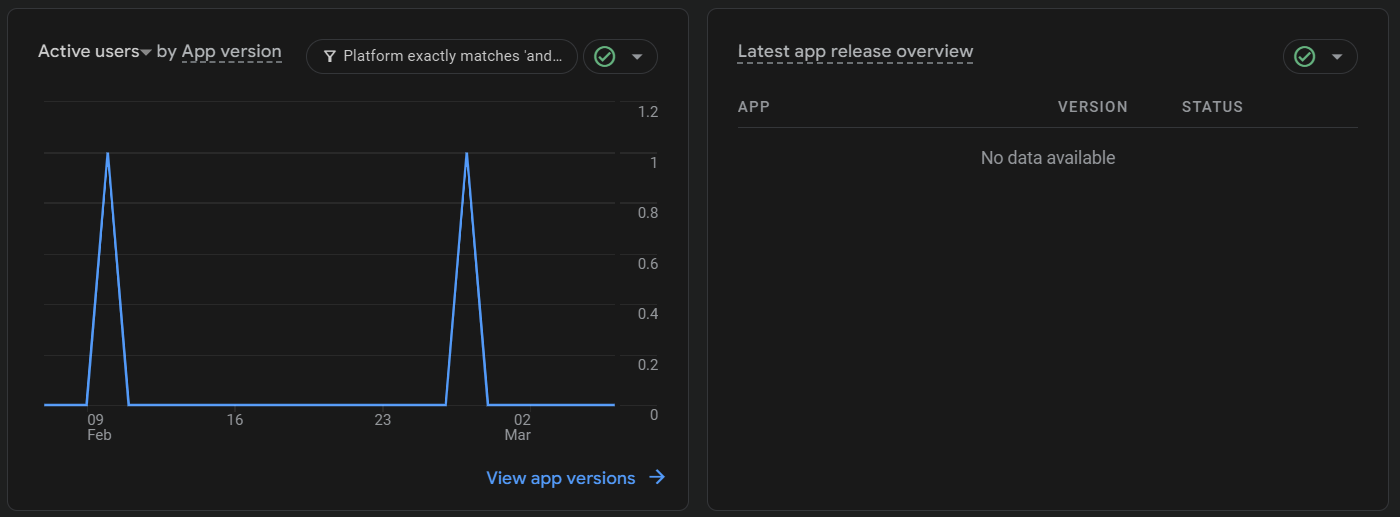 Active users by App version
Platform exactly matches 'and...
1.2
1
0.8
0.6
0.4
0.2
0
09 Feb
16
23
02 Mar
View app versions
Latest app release overview
APP VERSION STATUS
No data available